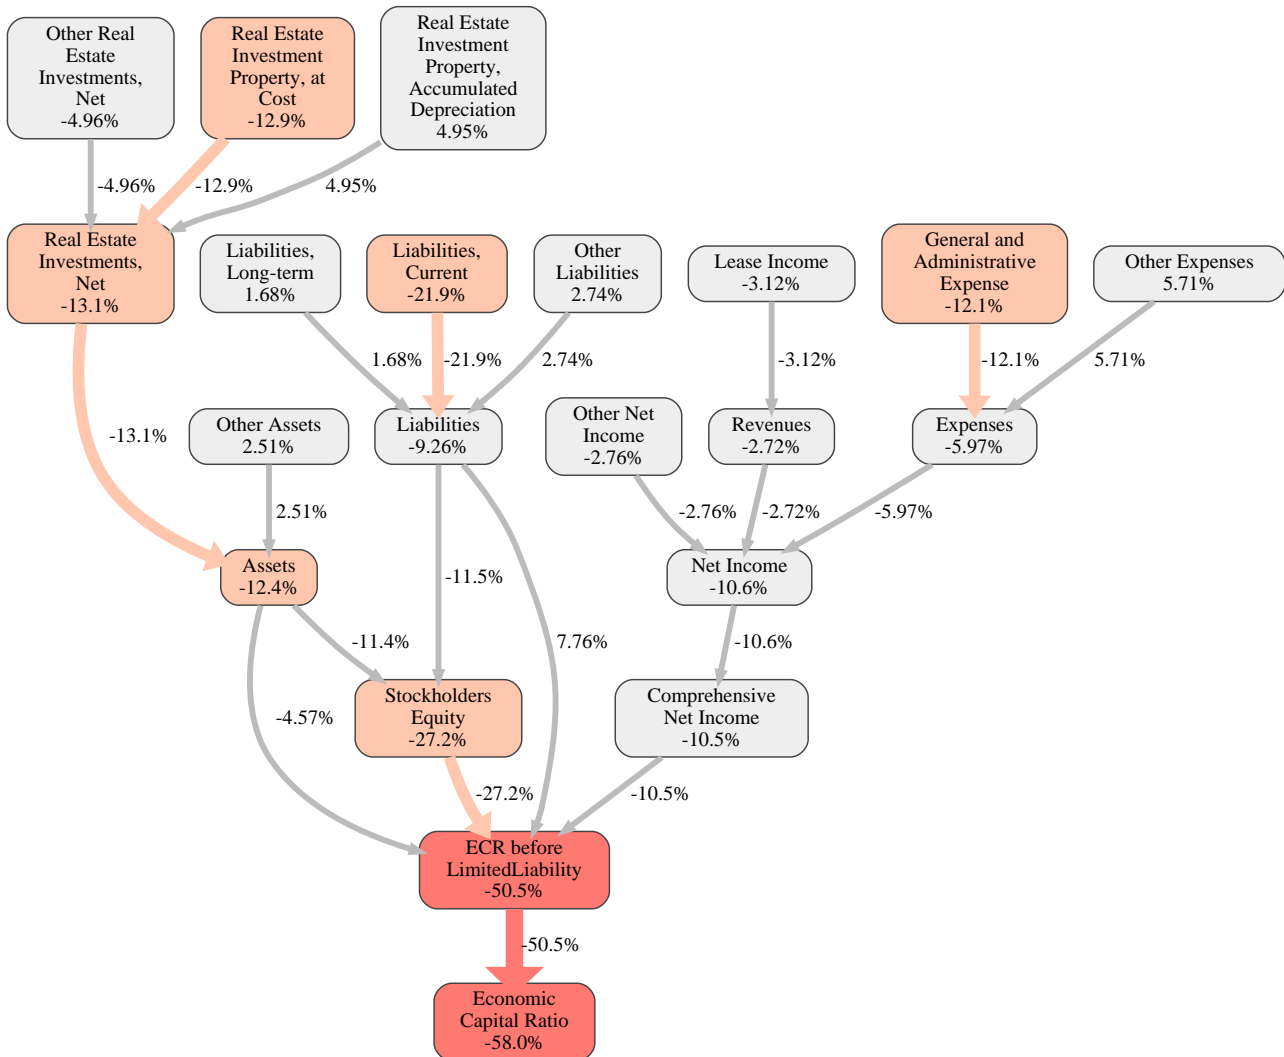 Other Real
Estate
Investments,
Net
-4.96%
Real Estate
Investment
Property, at
Cost
-12.9%
Real Estate
Investment
Property,
Accumulated
Depreciation
4.95%
-4.96%
-12.9%
4.95%
Real Estate
Investments,
Net
-13.1%
Liabilities,
Long-term
1.68%
Liabilities,
Current
-21.9%
Other
Liabilities
2.74%
Lease Income
-3.12%
General and
Administrative
Expense
-12.1%
Other Expenses
5.71%
1.68%
-21.9%
2.74%
-3.12%
-12.1%
5.71%
-13.1%
Other Assets
2.51%
Liabilities
-9.26%
Other Net
Income
-2.76%
Revenues
-2.72%
Expenses
-5.97%
2.51%
-2.76%
-2.72%
-5.97%
Assets
-12.4%
-11.5%
Net Income
-10.6%
-11.4%
7.76%
-10.6%
-4.57%
Stockholders
Equity
-27.2%
Comprehensive
Net Income
-10.5%
-27.2%
-10.5%
ECR before
LimitedLiability
-50.5%
-50.5%
Economic
Capital Ratio
-58.0%